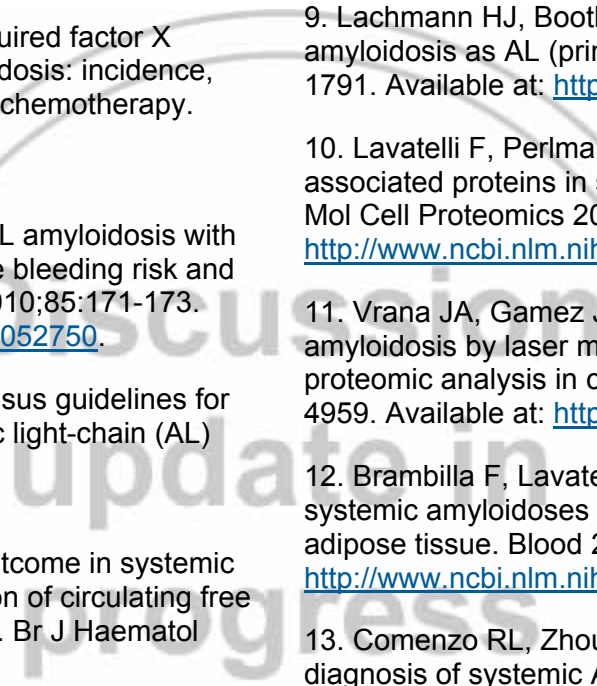 uired factor X
dosis: incidence,
chemotherapy.
L amyloidosis with
e bleeding risk and
010;85:171-173.
052750.
sus guidelines for
c light-chain (AL)
tcome in systemic
on of circulating free
. Br J Haematol
9. Lachmann HJ, Booth
amyloidosis as AL (prim
1791. Available at: http
10. Lavatelli F, Perlma
associated proteins in s
Mol Cell Proteomics 20
http://www.ncbi.nlm.nih
11. Vrana JA, Gamez J
amyloidosis by laser m
proteomic analysis in c
4959. Available at: http
12. Brambilla F, Lavate
systemic amyloidoses
adipose tissue. Blood 2
http://www.ncbi.nlm.nih
13. Comenzo RL, Zhou
diagnosis of systemic A
Discussion
update in
progress